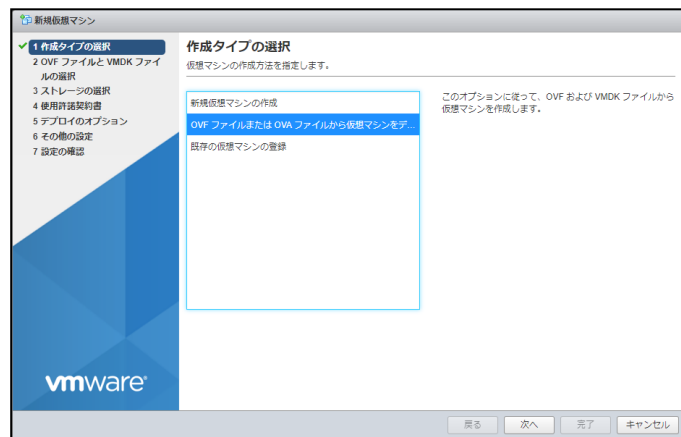 新規仮想マシン
1 作成タイプの選択
2 OVF ファイルと VMDK ファイ
ルの選択
3 ストレージの選択
4 使用許諾契約書
5 デプロイのオプション
6 その他の設定
7 設定の確認
作成タイプの選択
仮想マシンの作成方法を指定します。
新規仮想マシンの作成
OVF ファイルまたは OVA ファイルから仮想マシンをデ...
既存の仮想マシンの登録
このオプションに従って、OVF および VMDK ファイルから
仮想マシンを作成します。
vmware
戻る
次へ
完了
キャンセル